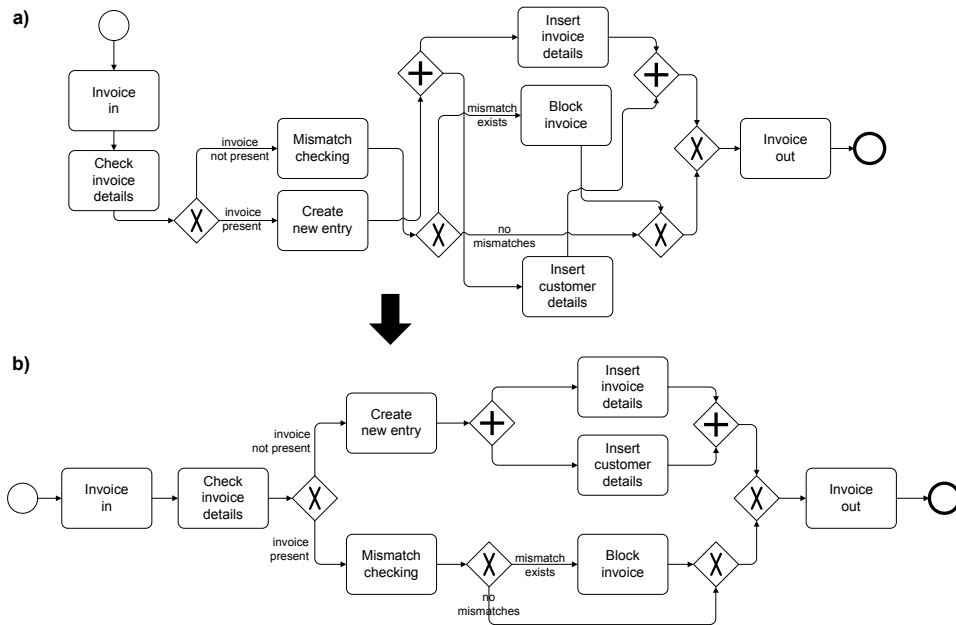 a)
Invoice
in
Check
invoice
details
invoice
not present
invoice
present
Mismatch
checking
Create
new entry
mismatch
exists
no
mismatches
Insert
invoice
details
Block
invoice
Insert
customer
details
Invoice
out
b)
Invoice
in
Check
invoice
details
invoice
not present
invoice
present
Create
new entry
Mismatch
checking
mismatch
exists
no
mismatches
Insert
invoice
details
Insert
customer
details
Block
invoice
Invoice
out